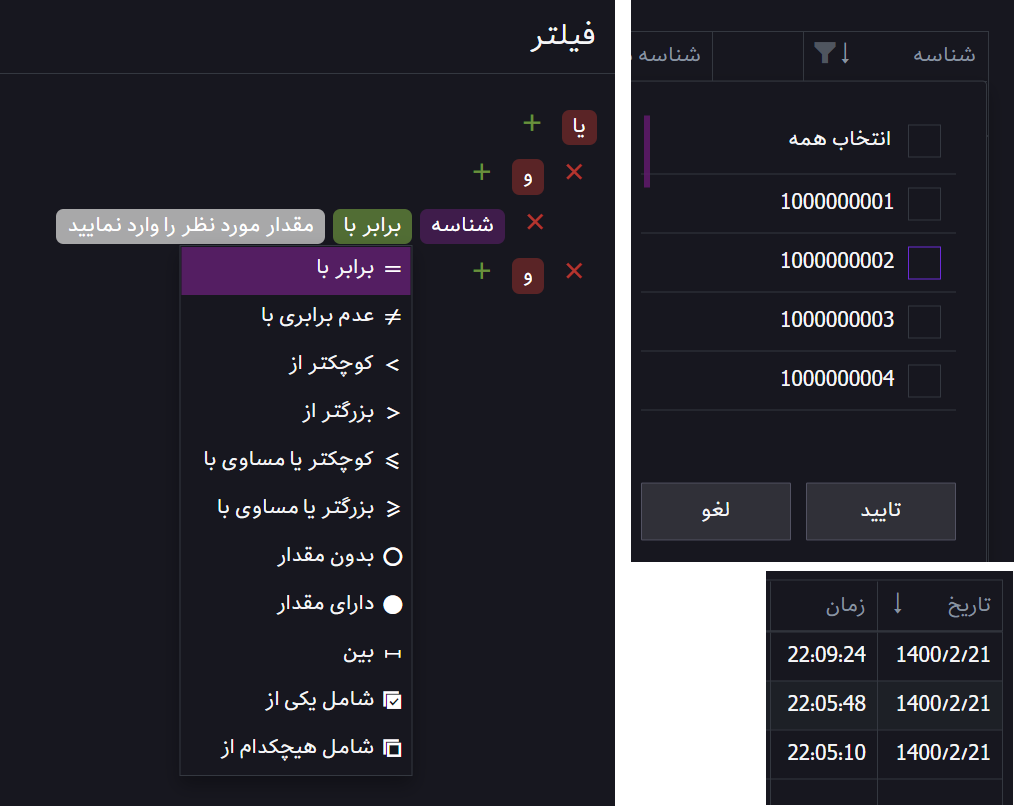 فیلتر
یا +
× و +
× شناسه برابر با مقدار مورد نظر را وارد نمایید
= برابر با
≠ عدم برابری با
< کوچکتر از
> بزرگتر از
⩽ کوچکتر یا مساوی با
⩾ بزرگتر یا مساوی با
بدون مقدار
دارای مقدار
بین
شامل یکی از
شامل هیچکدام از
× و +
شناسه ↓ شناسه
انتخاب همه
1000000001
1000000002
1000000003
1000000004
تایید لغو
تاریخ ↓ زمان
1400/2/21 22:09:24
1400/2/21 22:05:48
1400/2/21 22:05:10